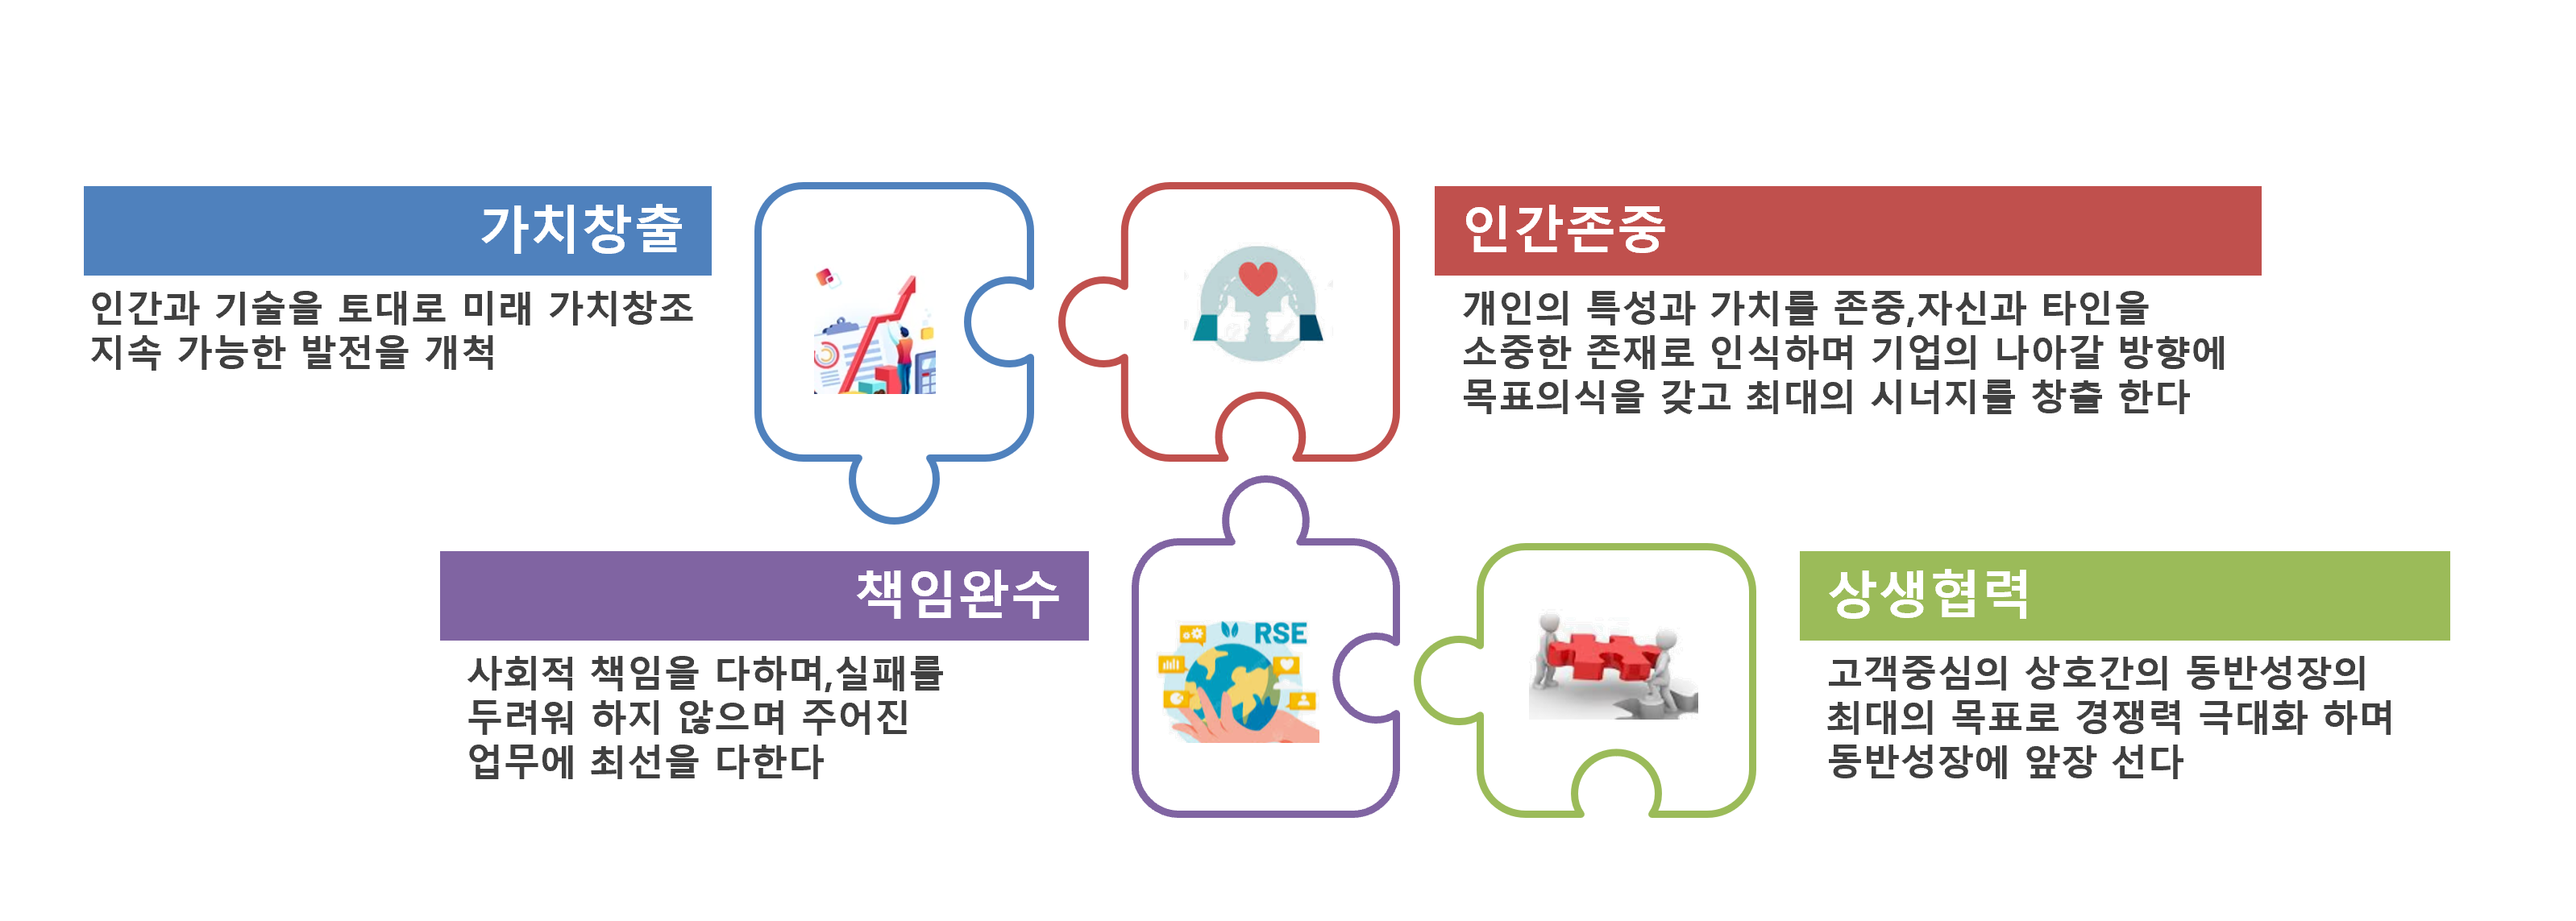 가치창출
인간과 기술을 토대로 미래 가치창조
지속 가능한 발전을 개척
인간존중
개인의 특성과 가치를 존중,자신과 타인을
소중한 존재로 인식하며 기업의 나아갈 방향에
목표의식을 갖고 최대의 시너지를 창츌 한다
책임완수
사회적 책임을 다하며,실패를
두려워 하지 않으며 주어진
업무에 최선을 다한다
RSE
상생협력
고객중심의 상호간의 동반성장의
최대의 목표로 경쟁력 극대화 하며
동반성장에 앞장 선다